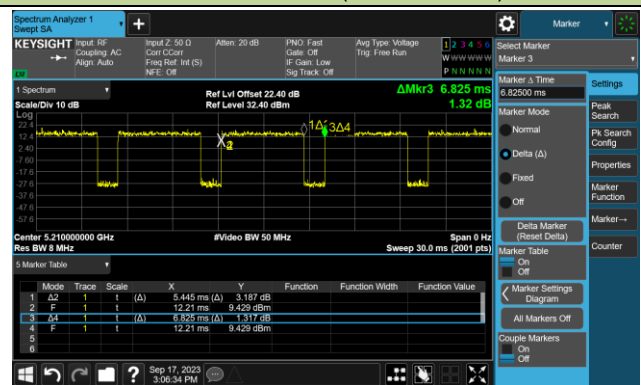 Spectrum Analyzer 1
Swept SA
Marker
KEYSIGHT
Input: RF
Coupling: AC
Align: Auto
Input Z: 50 Ω
Corr CCorr
Freq Ref: Int (S)
NFE: Off
Atten: 20 dB
PNO: Fast
Gate: Off
IF Gain: Low
Sig Track: Off
Avg Type: Voltage
Trig: Free Run
1 2 3 4 5 6
W W W W W W
P N N N N N
LV
1 Spectrum
Scale/Div 10 dB
Ref Lvl Offset 22.40 dB
Ref Level 32.40 dBm
ΔMkr3 6.825 ms
1.32 dB
Log
22.4
12.4
2.40
-7.60
-17.6
-27.6
-37.6
-47.6
-57.6
1Δ2
3Δ4
Center 5.210000000 GHz
Res BW 8 MHz
#Video BW 50 MHz
Span 0 Hz
Sweep 30.0 ms (2001 pts)
5 Marker Table
Mode Trace Scale X Y Function Function Width Function Value
1 Δ2 1 t (Δ) 5.445 ms (Δ) 3.187 dB
2 F 1 t 12.21 ms 9.429 dBm
3 Δ4 1 t (Δ) 6.825 ms (Δ) 1.317 dB
4 F 1 t 12.21 ms 9.429 dBm
5
6
Sep 17, 2023
3:06:34 PM
Select Marker
Marker 3
Marker Δ Time
6.82500 ms
Marker Mode
Normal
Delta (Δ)
Fixed
Off
Delta Marker
(Reset Delta)
Marker Table
On
Off
Marker Settings
Diagram
All Markers Off
Couple Markers
On
Off
Settings
Peak
Search
Pk Search
Config
Properties
Marker
Function
Marker→
Counter